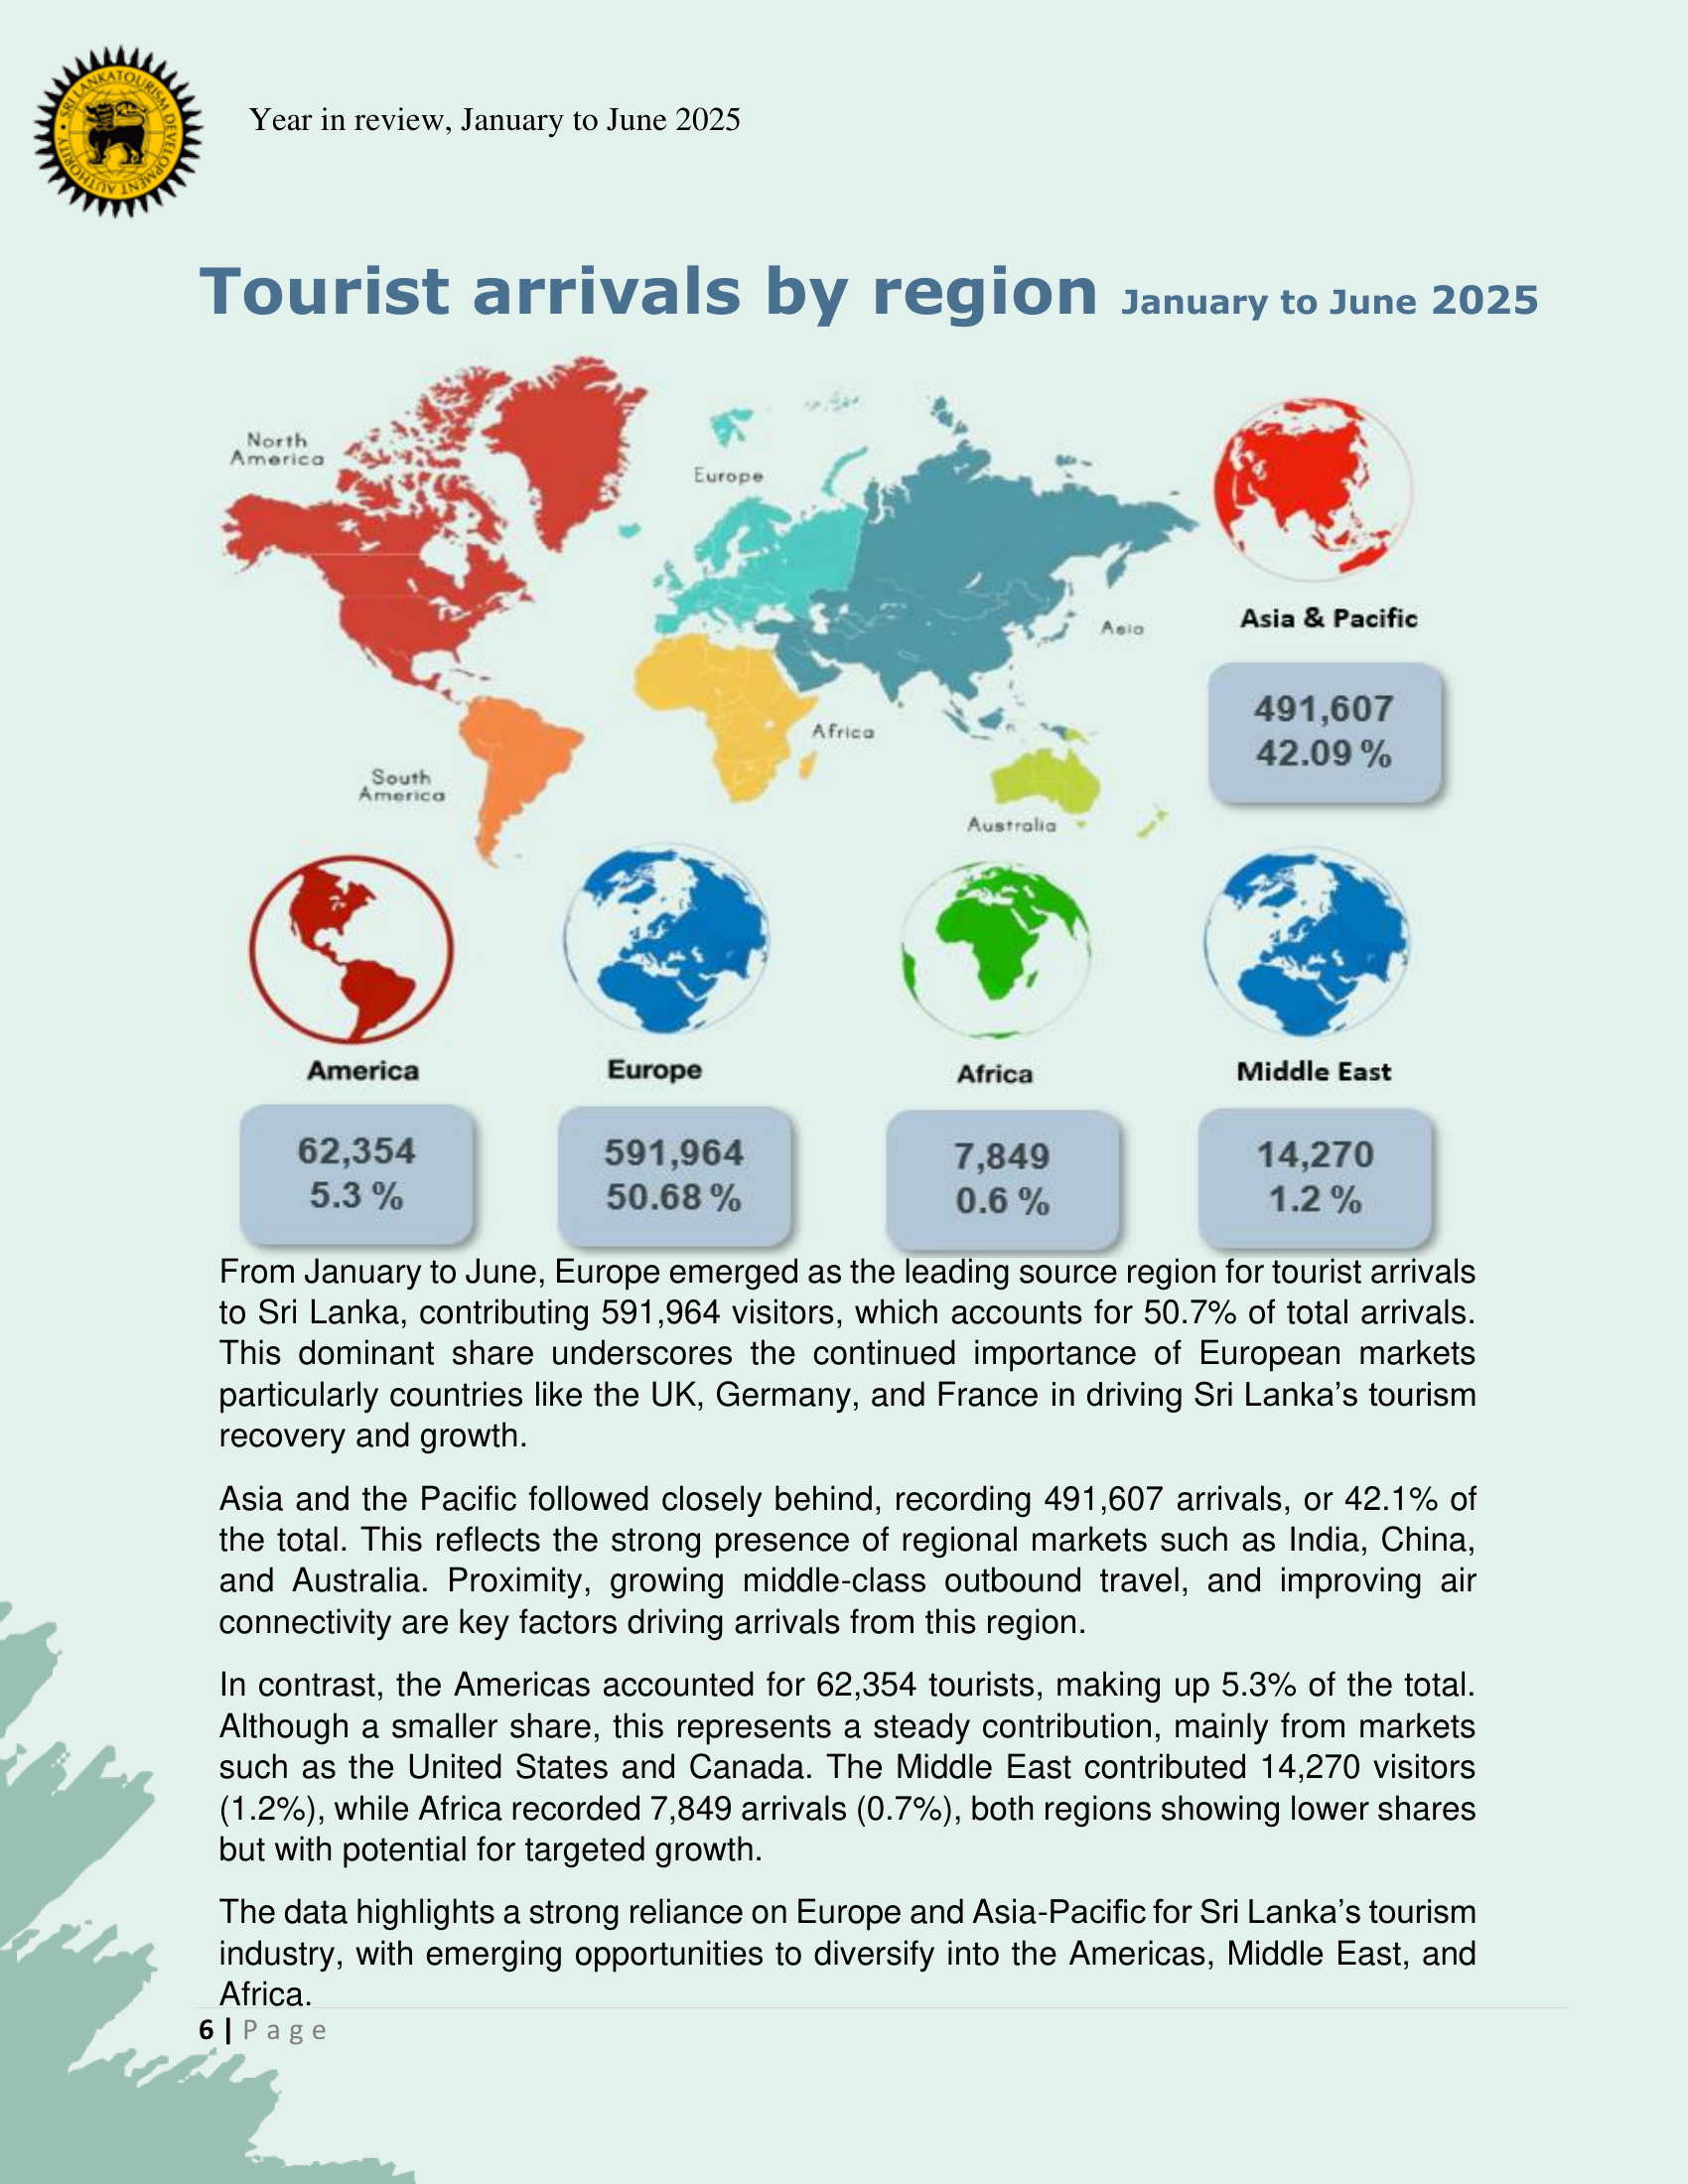 SRI LANKA TOURISM DEVELOPMENT AUTHORITY
Year in review, January to June 2025
Tourist arrivals by region January to June 2025
North
America
Europe
Asia
Africa
South
America
Australia
Asia & Pacific
491,607
42.09 %
America
Europe
Africa
Middle East
62,354
5.3 %
591,964
50.68 %
7,849
0.6 %
14,270
1.2 %
From January to June, Europe emerged as the leading source region for tourist arrivals
to Sri Lanka, contributing 591,964 visitors, which accounts for 50.7% of total arrivals.
This dominant share underscores the continued importance of European markets
particularly countries like the UK, Germany, and France in driving Sri Lanka’s tourism
recovery and growth.
Asia and the Pacific followed closely behind, recording 491,607 arrivals, or 42.1% of
the total. This reflects the strong presence of regional markets such as India, China,
and Australia. Proximity, growing middle-class outbound travel, and improving air
connectivity are key factors driving arrivals from this region.
In contrast, the Americas accounted for 62,354 tourists, making up 5.3% of the total.
Although a smaller share, this represents a steady contribution, mainly from markets
such as the United States and Canada. The Middle East contributed 14,270 visitors
(1.2%), while Africa recorded 7,849 arrivals (0.7%), both regions showing lower shares
but with potential for targeted growth.
The data highlights a strong reliance on Europe and Asia-Pacific for Sri Lanka’s tourism
industry, with emerging opportunities to diversify into the Americas, Middle East, and
Africa.
6 | Page